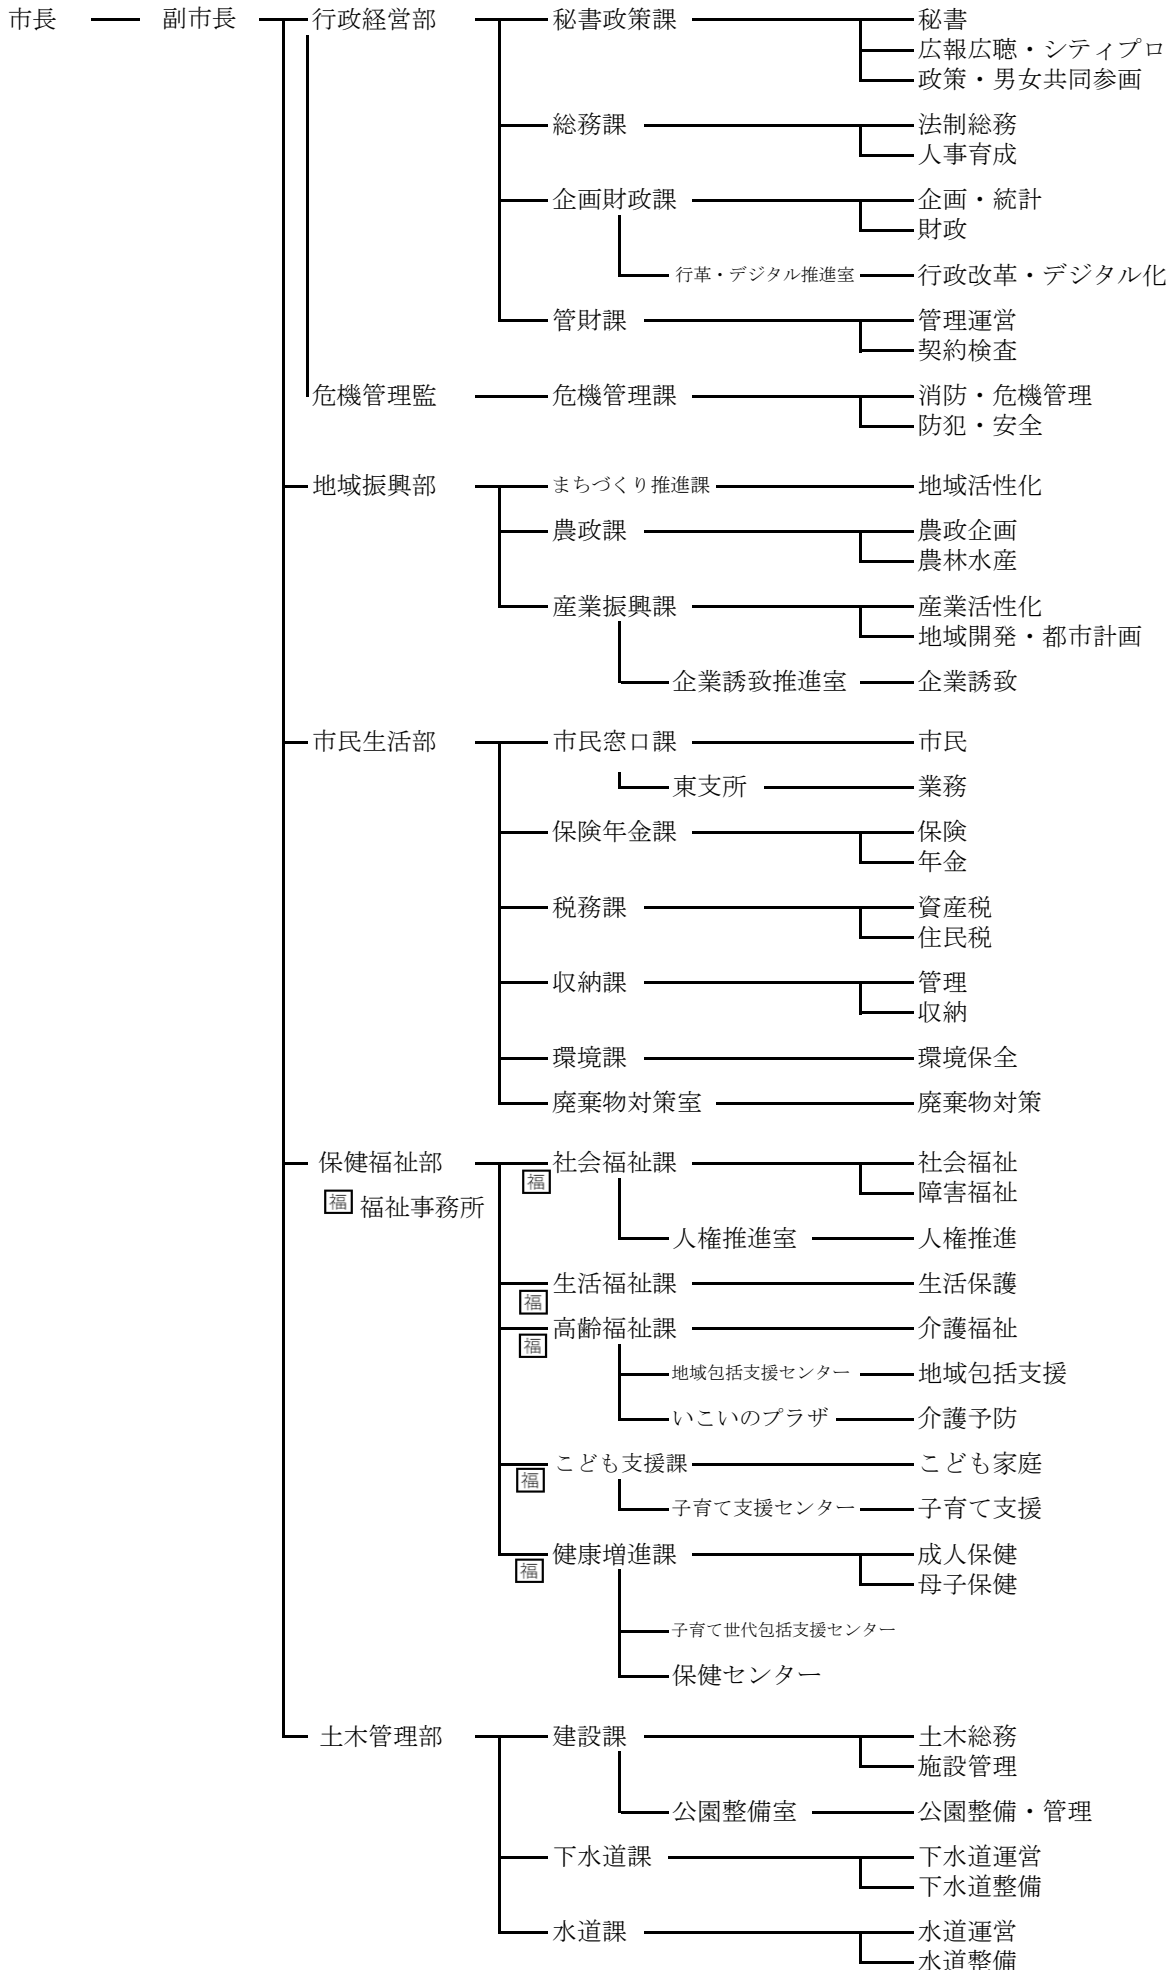 市長 副市長 行政経営部 秘書政策課 秘書
広報広聴・シティプロ
政策・男女共同参画
総務課 法制総務
人事育成
企画財政課 企画・統計
財政
行革・デジタル推進室 行政改革・デジタル化
管財課 管理運営
契約検査
危機管理監 危機管理課 消防・危機管理
防犯・安全
地域振興部 まちづくり推進課 地域活性化
農政課 農政企画
農林水産
産業振興課 産業活性化
地域開発・都市計画
企業誘致推進室 企業誘致
市民生活部 市民窓口課 市民
東支所 業務
保険年金課 保険
年金
税務課 資産税
住民税
収納課 管理
収納
環境課 環境保全
廃棄物対策室 廃棄物対策
保健福祉部 社会福祉課 社会福祉
福 障害福祉
福 福祉事務所
人権推進室 人権推進
生活福祉課 生活保護
福
高齢福祉課 介護福祉
福
地域包括支援センター 地域包括支援
いこいのプラザ 介護予防
こども支援課 こども家庭
福
子育て支援センター 子育て支援
健康増進課 成人保健
福 母子保健
子育て世代包括支援センター
保健センター
土木管理部 建設課 土木総務
施設管理
公園整備室 公園整備・管理
下水道課 下水道運営
下水道整備
水道課 水道運営
水道整備